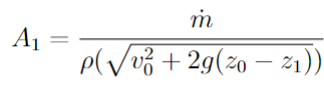 A₁ = ṁ / ρ(√(v₀² + 2g(z₀ − z₁)))